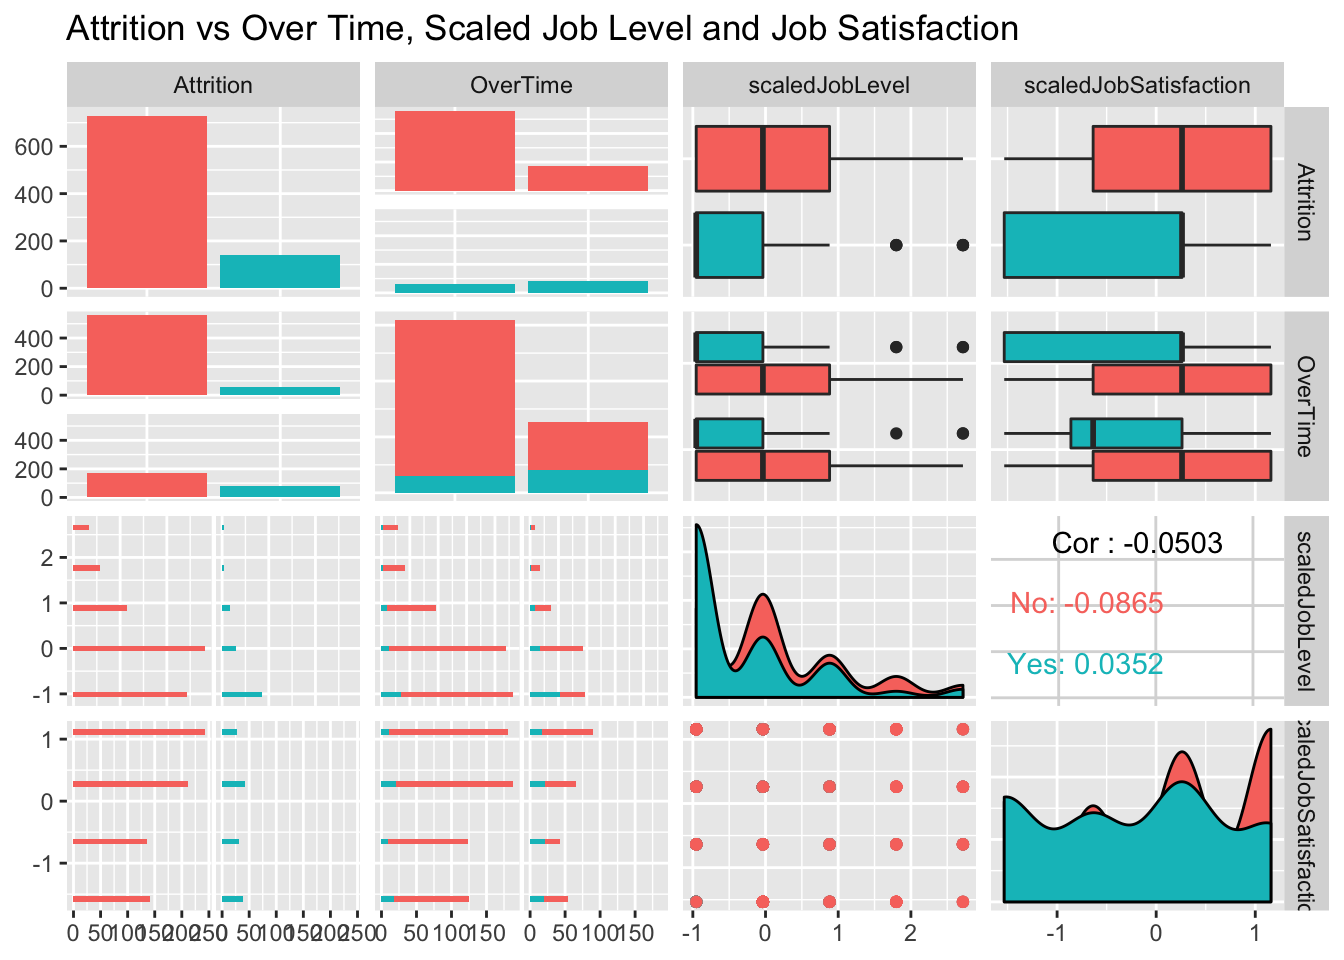 Attrition vs Over Time, Scaled Job Level and Job Satisfaction
Attrition OverTime scaledJobLevel scaledJobSatisfaction
600
400
200
0
Attrition
400
200
0
400
200
0
OverTime
2
1
0
-1
Cor : -0.0503
No: -0.0865
Yes: 0.0352
scaledJobLevel
1
0
-1
caledJobSatisfactio
0 50 100 150 200 250 0 50 100 150 200 250 0 50 100 150 0 50 100 150 -1 0 1 2 -1 0 1